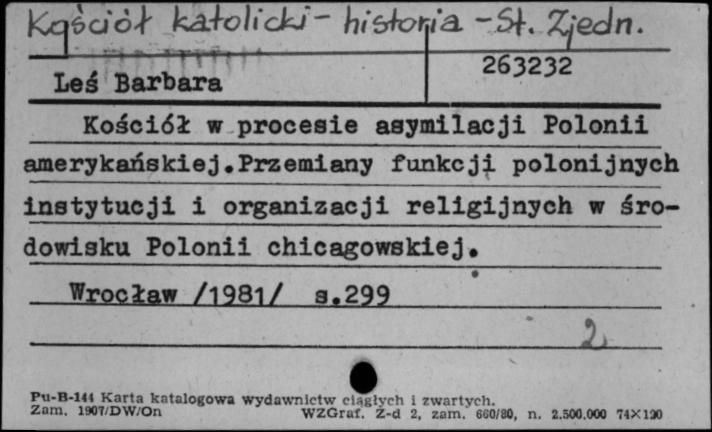 Kościół katolicki - historia - St. Zjedn.
263232
Leś Barbara
Kościół w procesie asymilacji Polonii
amerykańskiej.Przemiany funkcji polonijnych
instytucji i organizacji religijnych w śro-
dowisku Polonii chicagowskiej.
Wrocław /1981/ s.299
2
Pu-B-144 Karta katalogowa wydawnictw ciągłych i zwartych.
Zam. 1907/DW/On WZGraf. Z-d 2, zam. 660/80, n. 2.500.000 74×120